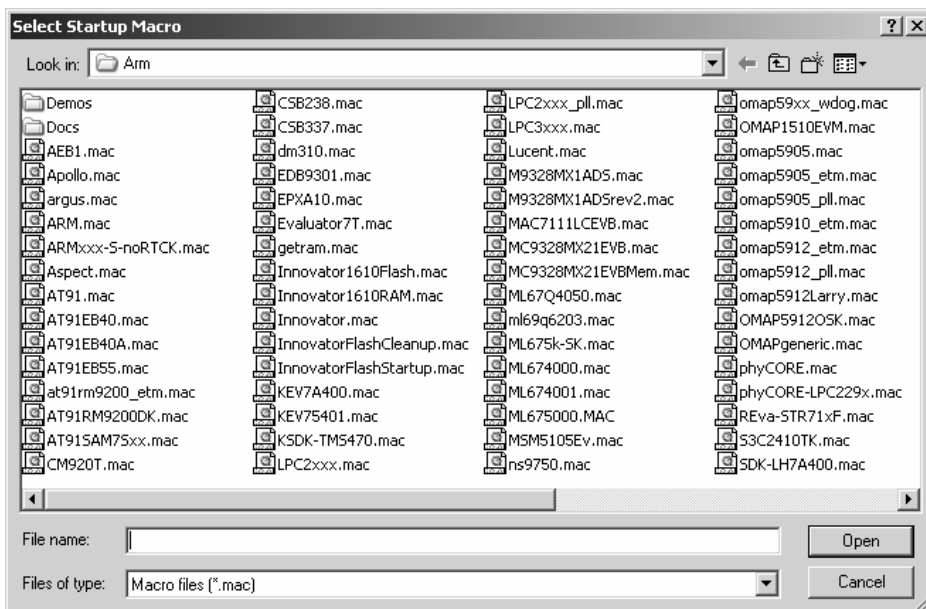 Select Startup Macro
Look in: Arm
Demos
Docs
AEB1.mac
Apollo.mac
argus.mac
ARM.mac
ARMxxx-S-noRTCK.mac
Aspect.mac
AT91.mac
AT91EB40.mac
AT91EB40A.mac
AT91EB55.mac
at91rm9200_etm.mac
AT91RM9200DK.mac
AT91SAM7Sxx.mac
CM920T.mac
CSB238.mac
CSB337.mac
dm310.mac
EDB9301.mac
EPXA10.mac
Evaluator7T.mac
getram.mac
Innovator1610Flash.mac
Innovator1610RAM.mac
Innovator.mac
InnovatorFlashCleanup.mac
InnovatorFlashStartup.mac
KEV7A400.mac
KEV75401.mac
KSDK-TMS470.mac
LPC2xxx.mac
LPC2xxx_pll.mac
LPC3xxx.mac
Lucent.mac
M9328MX1ADS.mac
M9328MX1ADSrev2.mac
MAC7111LCEVB.mac
MC9328MX21EVB.mac
MC9328MX21EVBMem.mac
ML67Q4050.mac
ml69q6203.mac
ML675k-SK.mac
ML674000.mac
ML674001.mac
ML675000.MAC
MSM5105Ev.mac
ns9750.mac
omap59xx_wdog.mac
OMAP1510EVM.mac
omap5905.mac
omap5905_etm.mac
omap5905_pll.mac
omap5910_etm.mac
omap5912_etm.mac
omap5912_pll.mac
omap5912Larry.mac
OMAP5912OSK.mac
OMAPgeneric.mac
phyCORE.mac
phyCORE-LPC229x.mac
REva-STR71xF.mac
S3C2410TK.mac
SDK-LH7A400.mac
File name:
Open
Files of type: Macro files (*.mac)
Cancel